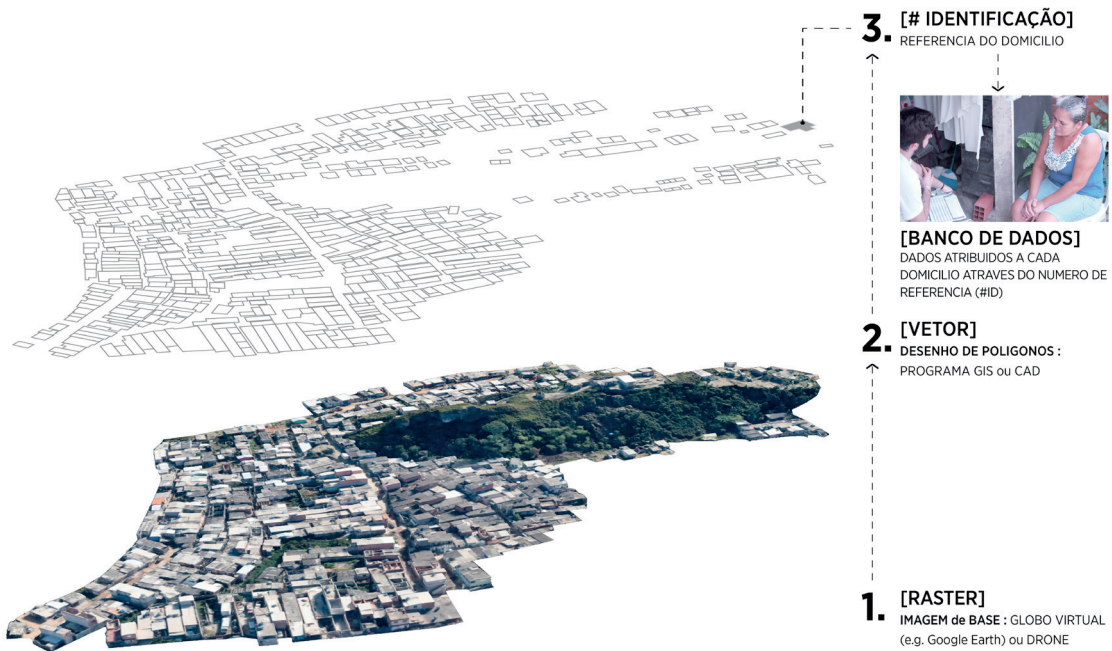 3. [# IDENTIFICAÇÃO]
REFERENCIA DO DOMICILIO
[BANCO DE DADOS]
DADOS ATRIBUIDOS A CADA
DOMICILIO ATRAVES DO NUMERO DE
REFERENCIA (#ID)
2. [VETOR]
DESENHO DE POLIGONOS :
PROGRAMA GIS ou CAD
1. [RASTER]
IMAGEM de BASE : GLOBO VIRTUAL
(e.g. Google Earth) ou DRONE